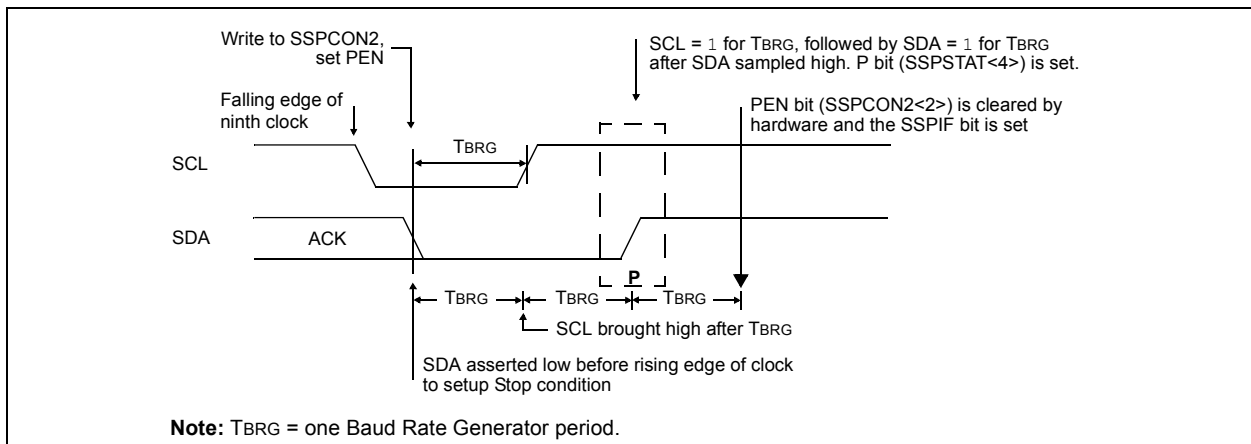 Write to SSPCON2,
set PEN
SCL = 1 for TBRG, followed by SDA = 1 for TBRG
after SDA sampled high. P bit (SSPSTAT<4>) is set.
Falling edge of
ninth clock
PEN bit (SSPCON2<2>) is cleared by
hardware and the SSPIF bit is set
TBRG
SCL
SDA
ACK
P
TBRG
TBRG
TBRG
SCL brought high after TBRG
SDA asserted low before rising edge of clock
to setup Stop condition
Note: TBRG = one Baud Rate Generator period.